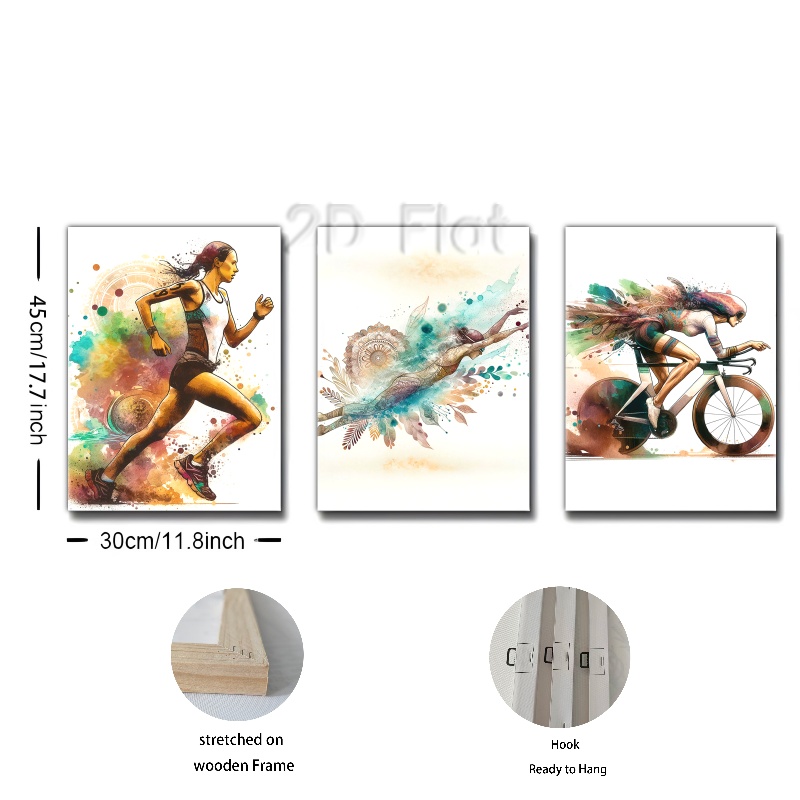 2D Flat
45cm/17.7inch
30cm/11.8inch
stretched on
wooden Frame
Hook
Ready to Hang